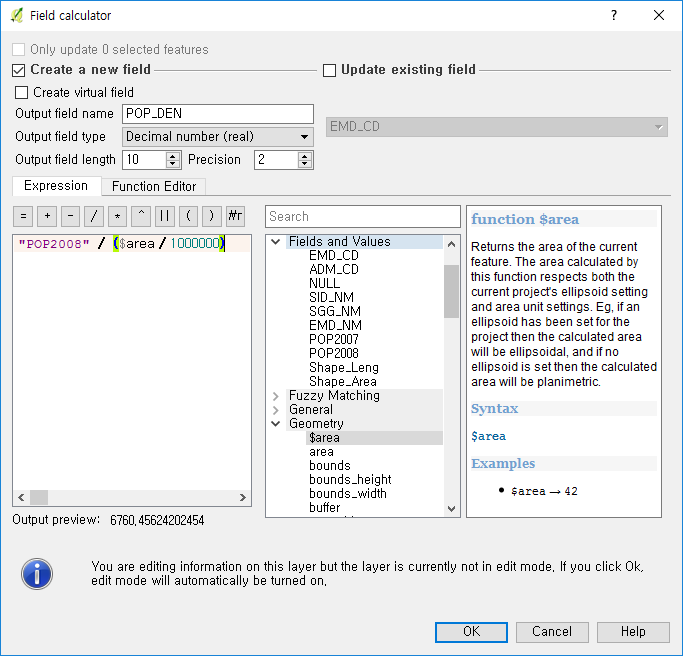 Field calculator
?
Only update 0 selected features
Create a new field
Update existing field
Create virtual field
Output field name POP_DEN
EMD_CD
Output field type Decimal number (real)
Output field length 10 Precision 2
Expression Function Editor
= + - / * ^ || ( ) ₩r
Search
"POP2008" / ($area / 1000000)
Fields and Values
EMD_CD
ADM_CD
NULL
SID_NM
SGG_NM
EMD_NM
POP2007
POP2008
Shape_Leng
Shape_Area
Fuzzy Matching
General
Geometry
$area
area
bounds
bounds_height
bounds_width
buffer
function $area
Returns the area of the current
feature. The area calculated by
this function respects both the
current project's ellipsoid setting
and area unit settings. Eg, if an
ellipsoid has been set for the
project then the calculated area
will be ellipsoidal, and if no
ellipsoid is set then the calculated
area will be planimetric.
Syntax
$area
Examples
• $area → 42
Output preview: 6760.45624202454
You are editing information on this layer but the layer is currently not in edit mode. If you click Ok,
edit mode will automatically be turned on.
OK Cancel Help